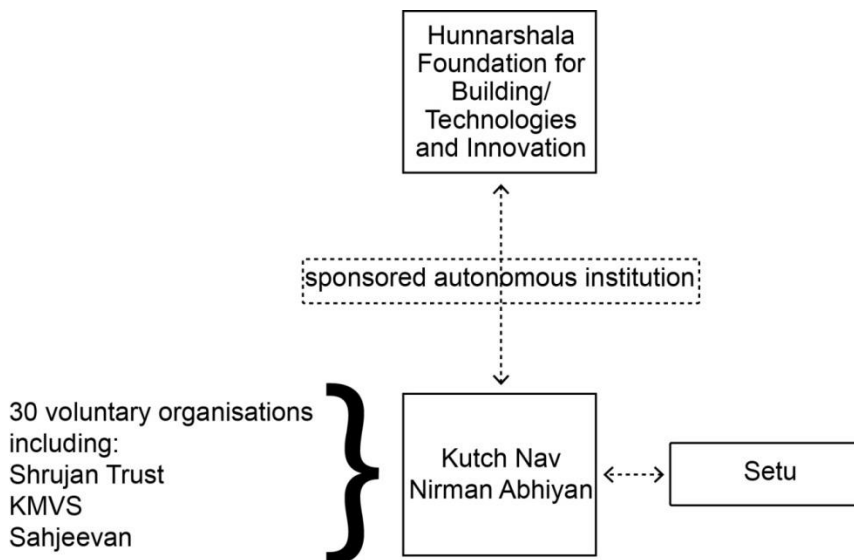 Hunnarshala
Foundation for
Building/
Technologies
and Innovation
sponsored autonomous institution
30 voluntary organisations
including:
Shrujan Trust
KMVS
Sahjeevan
Kutch Nav
Nirman Abhiyan
Setu